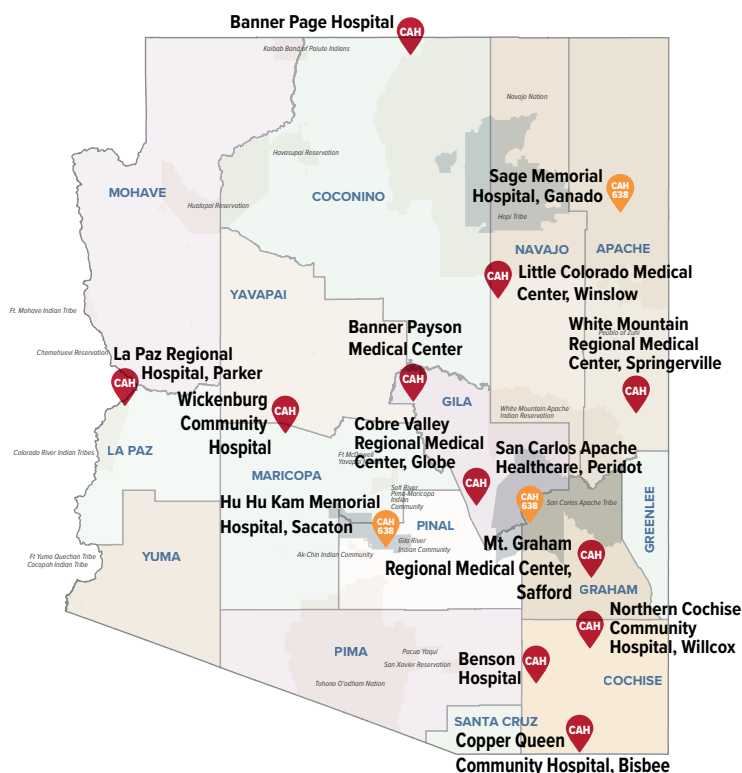 Banner Page Hospital
CAH
Kaibab Band of Paiute Indians
Navajo Nation
Havasupai Reservation
MOHAVE
Hualapai Reservation
COCONINO
Sage Memorial
Hospital, Ganado
CAH
638
Hopi Tribe
NAVAJO
APACHE
CAH
Little Colorado Medical
Center, Winslow
YAVAPAI
Ft. Mohave Indian Tribe
Chemehuevi Reservation
White Mountain
Pueblo of Zuni
Regional Medical
Center, Springerville
CAH
Banner Payson
Medical Center
CAH
La Paz Regional
Hospital, Parker
CAH
Wickenburg
Community
Hospital
CAH
GILA
White Mountain Apache
Indian Reservation
Cobre Valley
Regional Medical
Center, Globe
CAH
San Carlos Apache
Healthcare, Peridot
CAH
638
San Carlos Apache Tribe
LA PAZ
Colorado River Indian Tribes
MARICOPA
Ft McDowell
Yavapai
Salt River
Pima-Maricopa
Indian
Community
Hu Hu Kam Memorial
Hospital, Sacaton
CAH
638
PINAL
Gila River
Indian Community
Ak-Chin Indian Community
GREENLEE
Mt. Graham
Regional Medical Center,
Safford
CAH
GRAHAM
YUMA
Ft Yuma Quechan Tribe
Cocopah Indian Tribe
Northern Cochise
Community
Hospital, Willcox
CAH
PIMA
Pascua Yaqui
San Xavier Reservation
Tohono O'odham Nation
Benson
Hospital
CAH
COCHISE
SANTA CRUZ
Copper Queen
Community Hospital, Bisbee
CAH